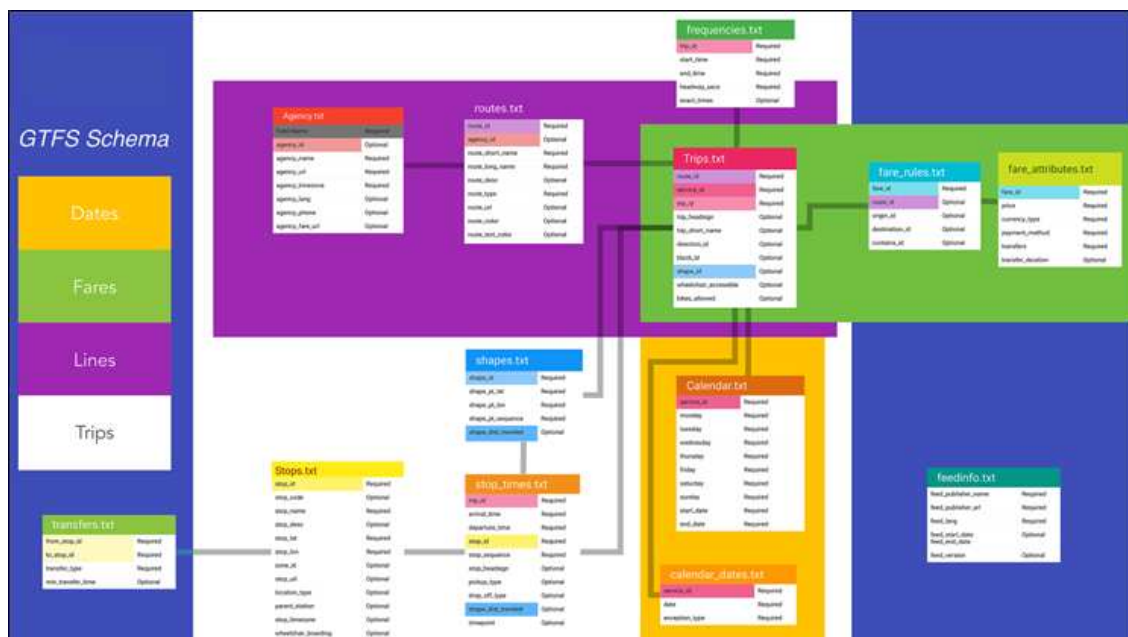 GTFS Schema
Dates
Fares
Lines
Trips
frequencies.txt
trip_id Required
start_time Required
end_time Required
headway_secs Required
exact_times Optional
Agency.txt
Required
agency_id Optional
agency_name Required
agency_url Required
agency_timezone Required
agency_lang Optional
agency_phone Optional
agency_fare_url Optional
routes.txt
route_id Required
agency_id Optional
route_short_name Required
route_long_name Required
route_desc Optional
route_type Required
route_url Optional
route_color Optional
route_text_color Optional
Trips.txt
route_id Required
service_id Required
trip_id Required
trip_headsign Optional
trip_short_name Optional
direction_id Optional
block_id Optional
shape_id Optional
wheelchair_accessible Optional
bikes_allowed Optional
fare_rules.txt
fare_id Required
route_id Optional
origin_id Optional
destination_id Optional
contains_id Optional
fare_attributes.txt
fare_id Required
price Required
currency_type Required
payment_method Required
transfers Required
transfer_duration Optional
shapes.txt
shape_id Required
shape_pt_lat Required
shape_pt_lon Required
shape_pt_sequence Required
shape_dist_traveled Optional
Calendar.txt
service_id Required
monday Required
tuesday Required
wednesday Required
thursday Required
friday Required
saturday Required
sunday Required
start_date Required
end_date Required
Stops.txt
stop_id Required
stop_code Optional
stop_name Required
stop_desc Optional
stop_lat Required
stop_lon Required
zone_id Optional
stop_url Optional
location_type Optional
parent_station Optional
stop_timezone Optional
wheelchair_boarding Optional
stop_times.txt
trip_id Required
arrival_time Required
departure_time Required
stop_id Required
stop_sequence Required
stop_headsign Optional
pickup_type Optional
drop_off_type Optional
shape_dist_traveled Optional
timepoint Optional
transfers.txt
from_stop_id Required
to_stop_id Required
transfer_type Required
min_transfer_time Optional
calendar_dates.txt
service_id Required
date Required
exception_type Required
feedinfo.txt
feed_publisher_name Required
feed_publisher_url Required
feed_lang Required
feed_start_date Optional
feed_end_date
feed_version Optional